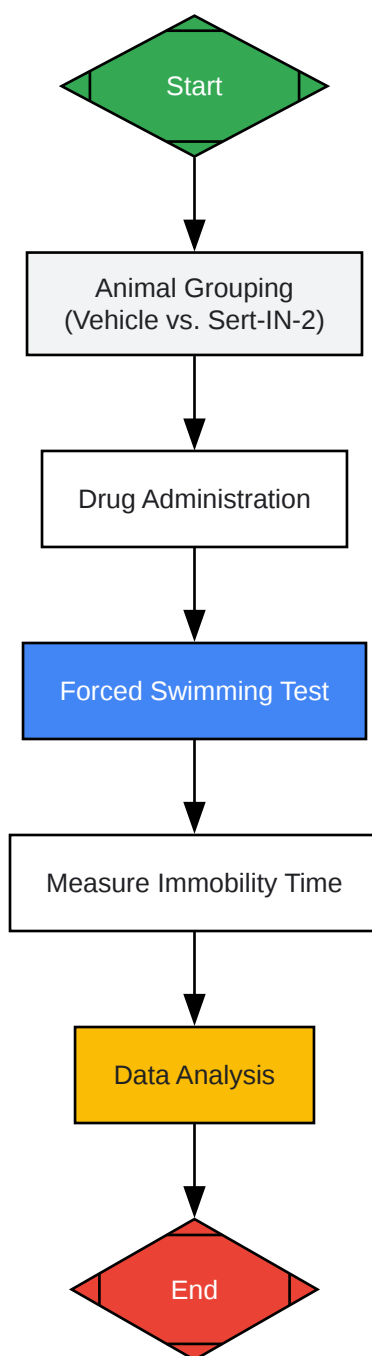 Start
Animal Grouping
(Vehicle vs. Sert-IN-2)
Drug Administration
Forced Swimming Test
Measure Immobility Time
Data Analysis
End